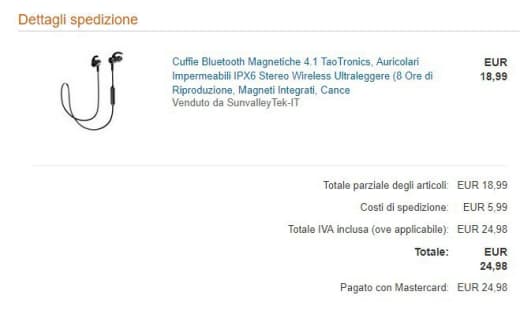 Dettagli spedizione
Cuffie Bluetooth Magnetiche 4.1 TaoTronics, Auricolari
Impermeabili IPX6 Stereo Wireless Ultraleggere (8 Ore di
Riproduzione, Magneti Integrati, Cance
Venduto da SunvalleyTek-IT
EUR
18,99
Totale parziale degli articoli: EUR 18,99
Costi di spedizione: EUR 5,99
Totale IVA inclusa (ove applicabile): EUR 24,98
Totale: EUR
24,98
Pagato con Mastercard: EUR 24,98